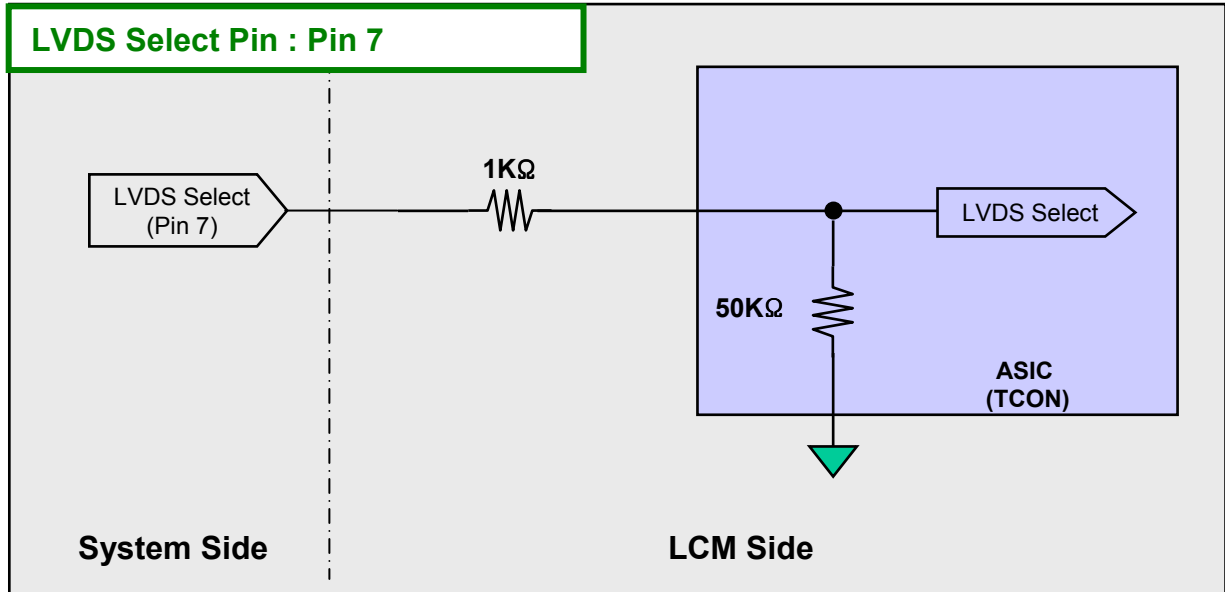 LVDS Select Pin : Pin 7
LVDS Select
(Pin 7)
1KΩ
LVDS Select
50KΩ
ASIC
(TCON)
System Side
LCM Side